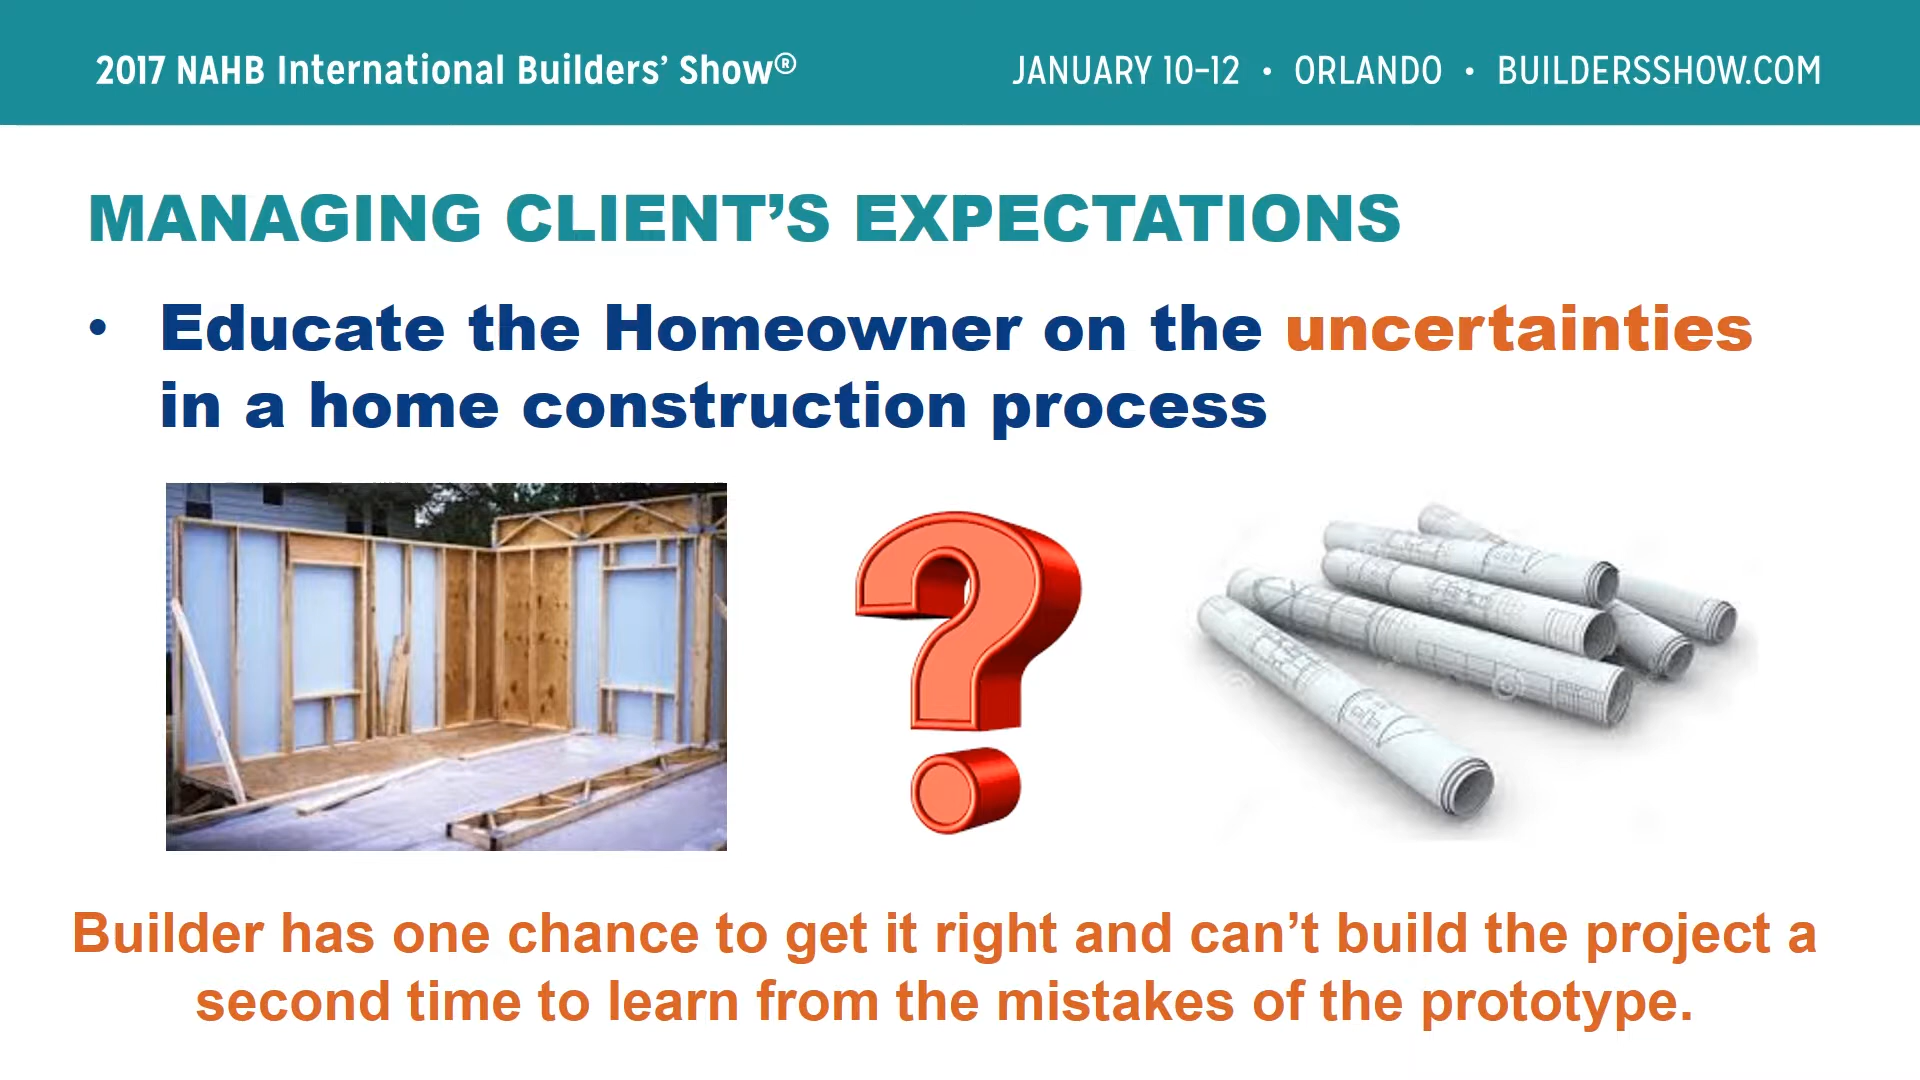 2017 NAHB International Builders’ Show®
JANUARY 10–12 • ORLANDO • BUILDERSSHOW.COM
MANAGING CLIENT’S EXPECTATIONS
• Educate the Homeowner on the uncertainties
in a home construction process
Builder has one chance to get it right and can’t build the project a
second time to learn from the mistakes of the prototype.